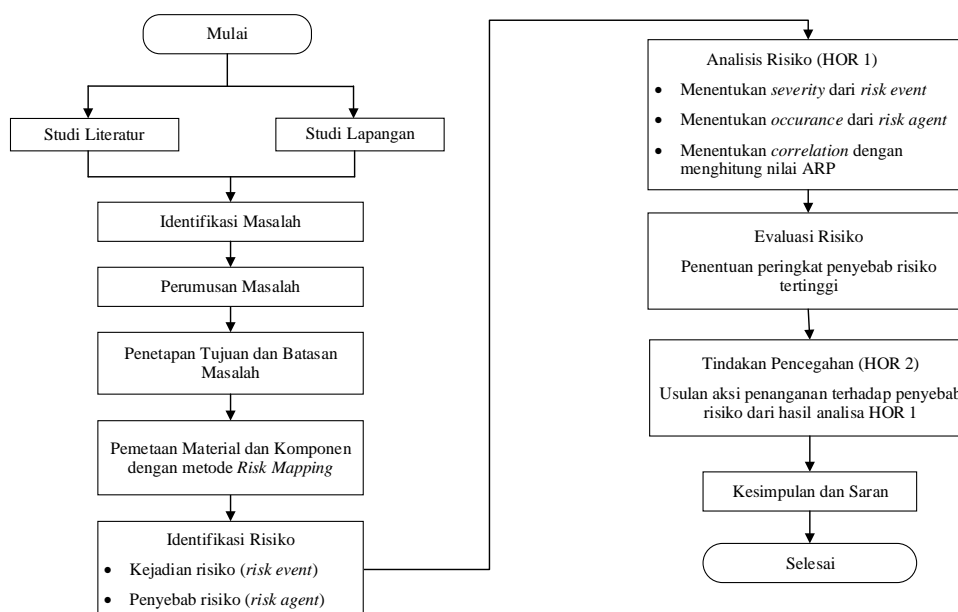 Mulai
Studi Literatur
Studi Lapangan
Identifikasi Masalah
Perumusan Masalah
Penetapan Tujuan dan Batasan
Masalah
Pemetaan Material dan Komponen
dengan metode Risk Mapping
Identifikasi Risiko
• Kejadian risiko (risk event)
• Penyebab risiko (risk agent)
Analisis Risiko (HOR 1)
• Menentukan severity dari risk event
• Menentukan occurance dari risk agent
• Menentukan correlation dengan
menghitung nilai ARP
Evaluasi Risiko
Penentuan peringkat penyebab risiko
tertinggi
Tindakan Pencegahan (HOR 2)
Usulan aksi penanganan terhadap penyebab
risiko dari hasil analisa HOR 1
Kesimpulan dan Saran
Selesai